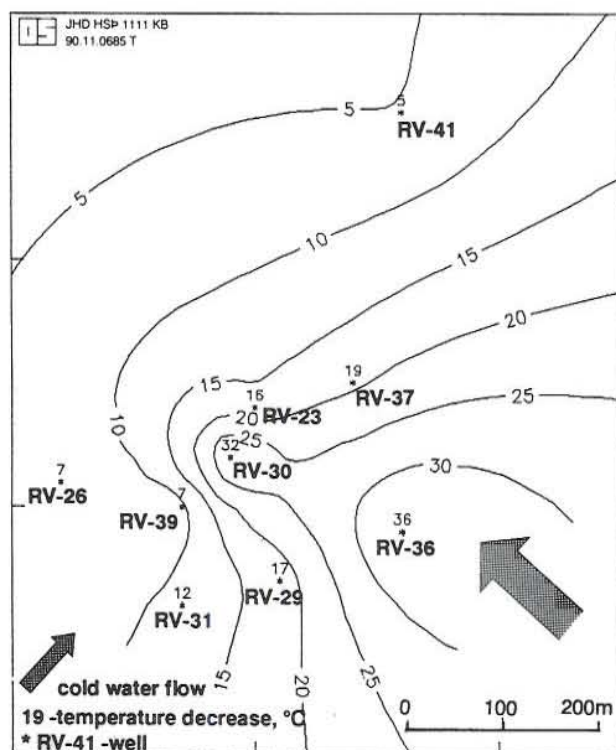 JHD HSÞ 1111 KB
90.11.0685 T
5
5
RV-41
5
10
15
20
15
19
RV-37
16
RV-23
20
25
25
10
32
RV-30
30
7
RV-26
7
RV-39
36
RV-36
17
RV-29
12
RV-31
cold water flow
15
20
25
0 100 200m
19 -temperature decrease, °C
* RV-41 -well